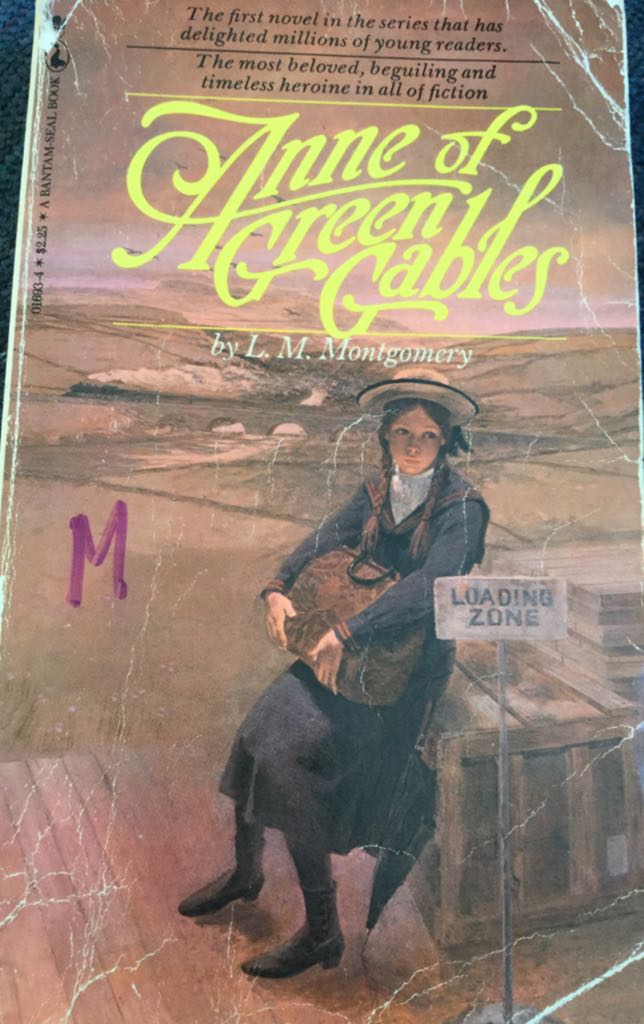 The first novel in the series that has
delighted millions of young readers.
The most beloved, beguiling and
timeless heroine in all of fiction
Anne of
Green
Gables
by L. M. Montgomery
01693-4 * $2.25 * A BANTAM-SEAL BOOK
M
LOADING
ZONE